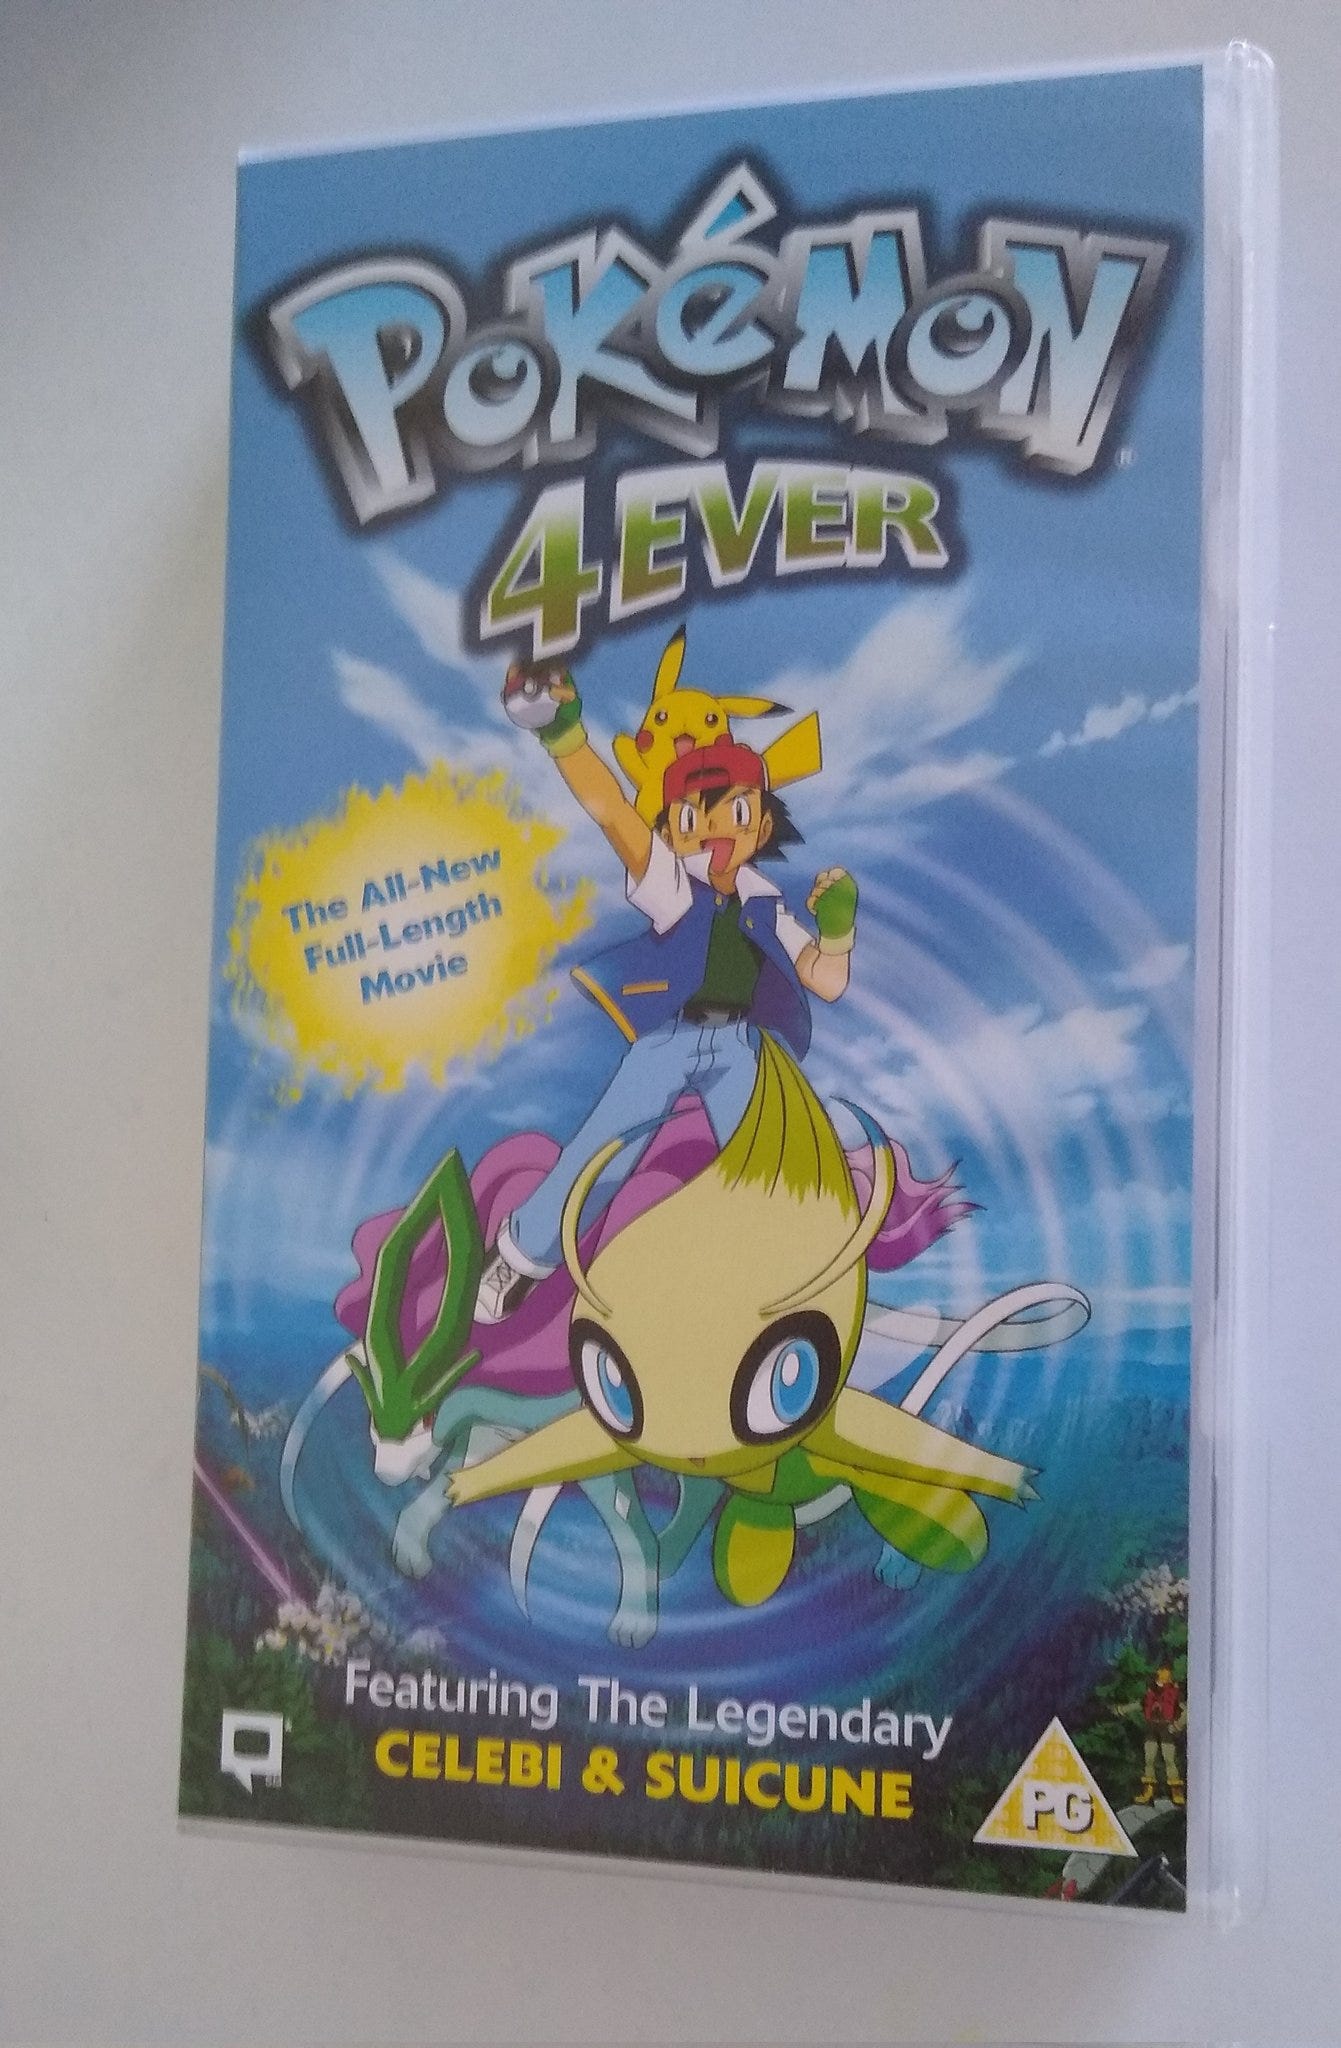 POKéMON
4EVER
The All-New
Full-Length
Movie
Featuring The Legendary
CELEBI & SUICUNE
PG